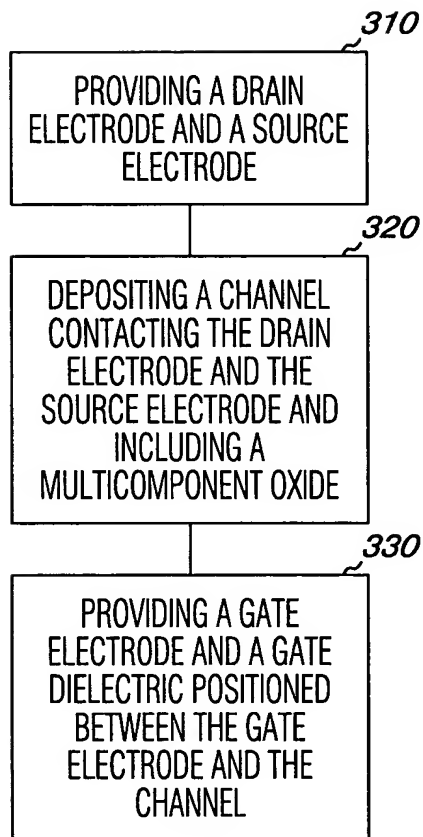 310
PROVIDING A DRAIN
ELECTRODE AND A SOURCE
ELECTRODE
320
DEPOSITING A CHANNEL
CONTACTING THE DRAIN
ELECTRODE AND THE
SOURCE ELECTRODE AND
INCLUDING A
MULTICOMPONENT OXIDE
330
PROVIDING A GATE
ELECTRODE AND A GATE
DIELECTRIC POSITIONED
BETWEEN THE GATE
ELECTRODE AND THE
CHANNEL